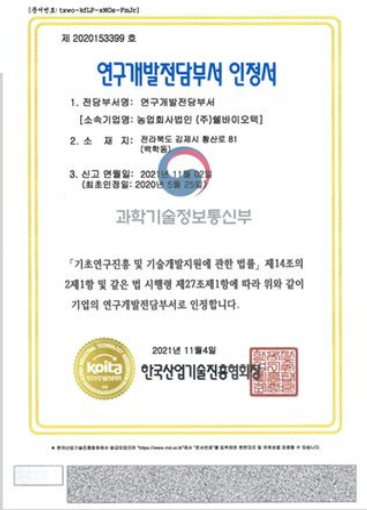 [문서번호: txwo-kfLP-xM0s-PmJr]
제 2020153399 호
연구개발전담부서 인정서
1. 전담부서명: 연구개발전담부서
[소속기업명: 농업회사법인 (주)쉘바이오텍]
2. 소 재 지: 전라북도 김제시 황산로 81
(백학동)
3. 신고 연월일: 2021년 11월 02일
(최초인정일: 2020년 5월 25일)
과학기술정보통신부
「기초연구진흥 및 기술개발지원에 관한 법률」 제14조의
2제1항 및 같은 법 시행령 제27조제1항에 따라 위와 같이
기업의 연구개발전담부서로 인정합니다.
2021년 11월4일
koita
한국산업기술진흥협회장